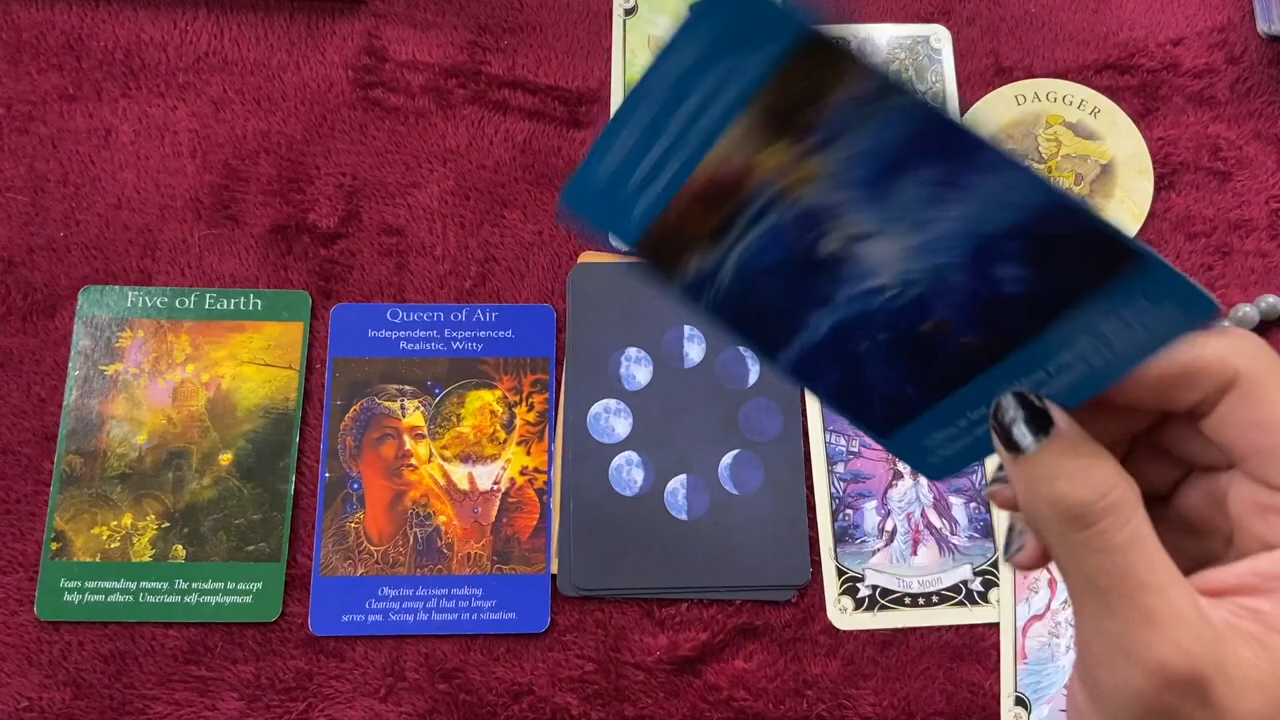 DAGGER
Five of Earth
Fears surrounding money. The wisdom to accept
help from others. Uncertain self-employment.
Queen of Air
Independent, Experienced,
Realistic, Witty
Objective decision making.
Clearing away all that no longer
serves you. Seeing the humor in a situation.
The Moon